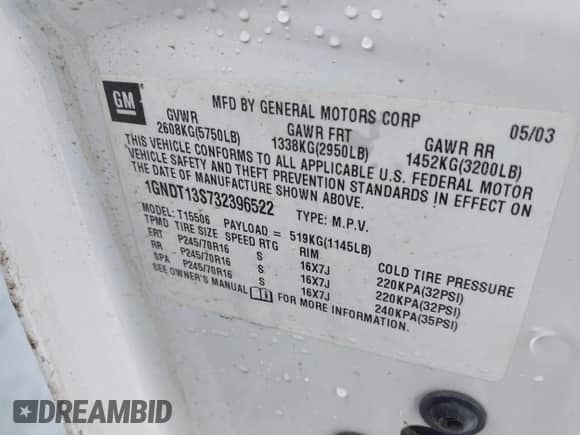 GM
MFD BY GENERAL MOTORS CORP 05/03
GVWR GAWR FRT GAWR RR
2608KG(5750LB) 1338KG(2950LB) 1452KG(3200LB)
THIS VEHICLE CONFORMS TO ALL APPLICABLE U.S. FEDERAL MOTOR
VEHICLE SAFETY AND THEFT PREVENTION STANDARDS IN EFFECT ON
THE DATE OF MANUFACTURE SHOWN ABOVE.
1GNDT13S732396522 TYPE: M.P.V.
MODEL: T15506 PAYLOAD = 519KG(1145LB)
TPMD TIRE SIZE SPEED RTG RIM COLD TIRE PRESSURE
FRT P245/70R16 S 16X7J 220KPA(32PSI)
RR P245/70R16 S 16X7J 220KPA(32PSI)
SPA P245/70R16 S 16X7J 240KPA(35PSI)
SEE OWNER'S MANUAL FOR MORE INFORMATION.
DREAMBID